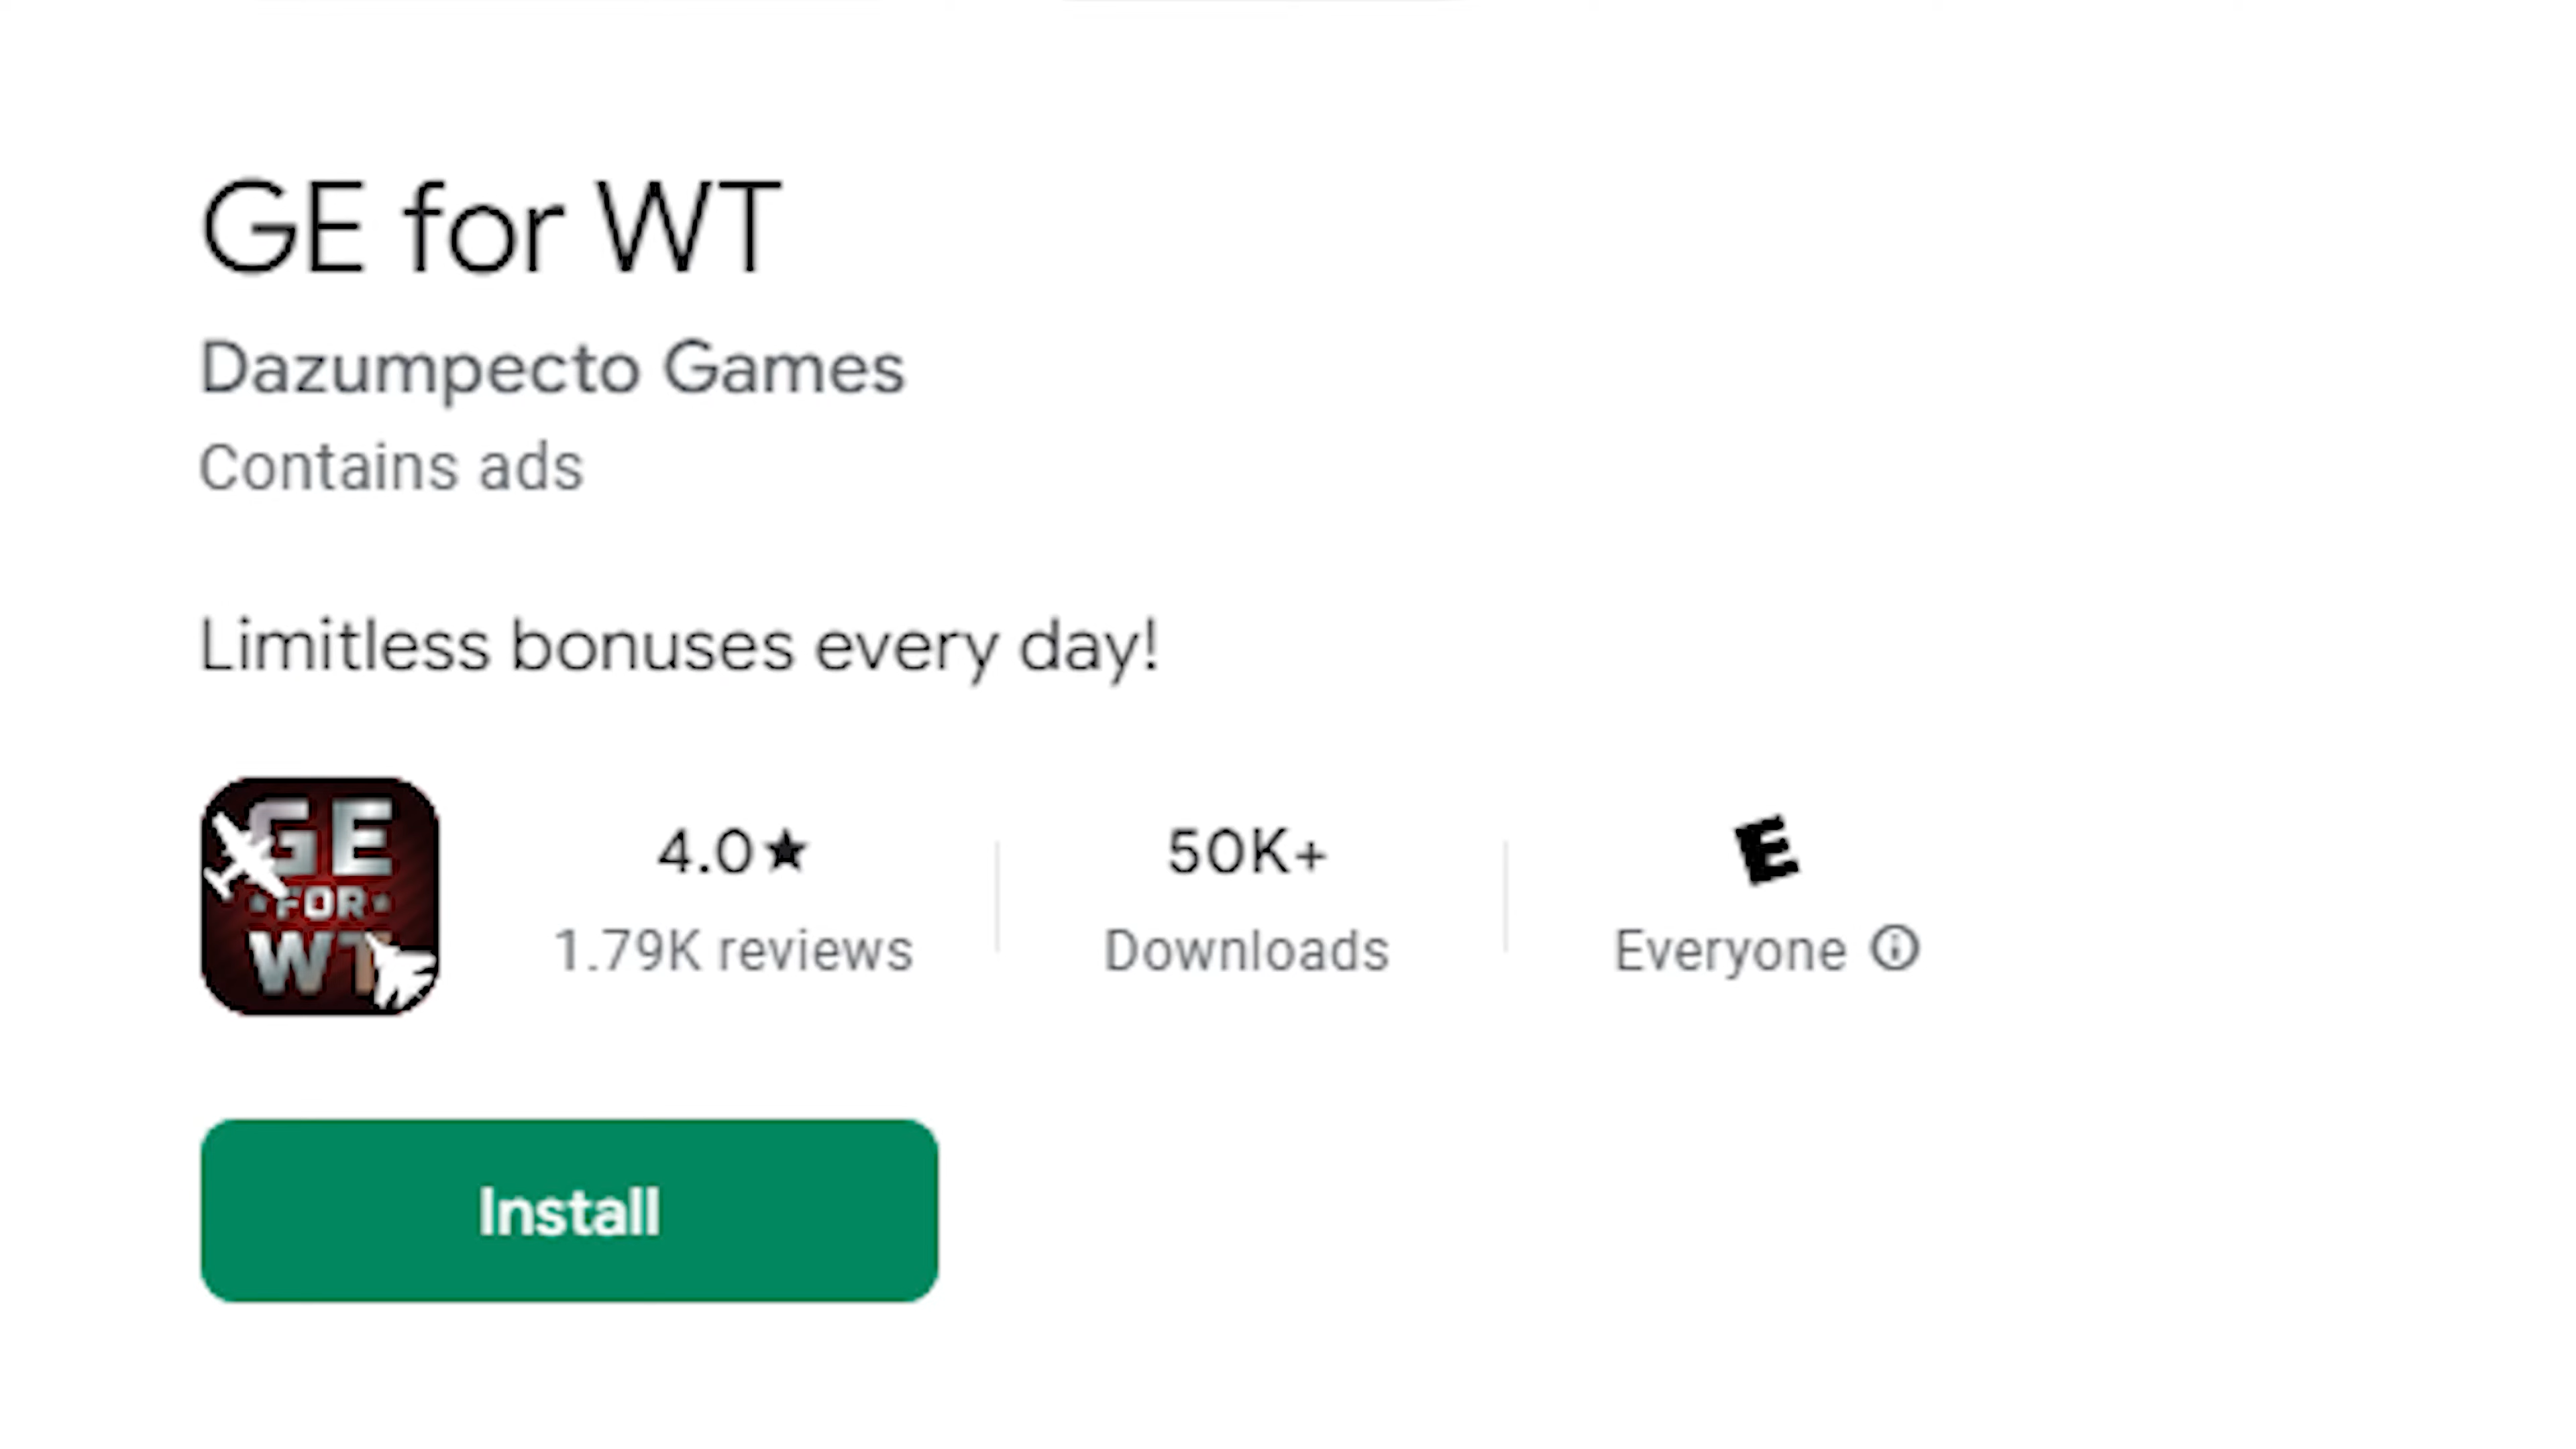 GE for WT
Dazumpecto Games
Contains ads
Limitless bonuses every day!
GE
FOR
WT
4.0★
1.79K reviews
50K+
Downloads
E
Everyone
Install